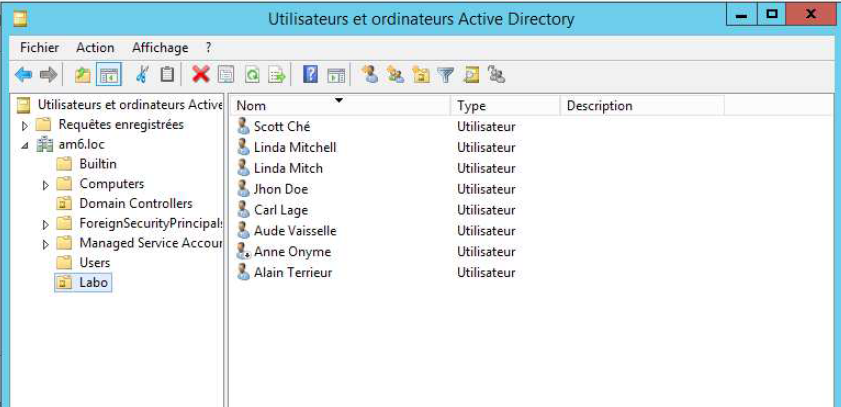 Utilisateurs et ordinateurs Active Directory
Fichier Action Affichage ?
Utilisateurs et ordinateurs Active
Requêtes enregistrées
am6.loc
Builtin
Computers
Domain Controllers
ForeignSecurityPrincipals
Managed Service Accour
Users
Labo
Nom Type Description
Scott Ché Utilisateur
Linda Mitchell Utilisateur
Linda Mitch Utilisateur
Jhon Doe Utilisateur
Carl Lage Utilisateur
Aude Vaisselle Utilisateur
Anne Onyme Utilisateur
Alain Terrieur Utilisateur